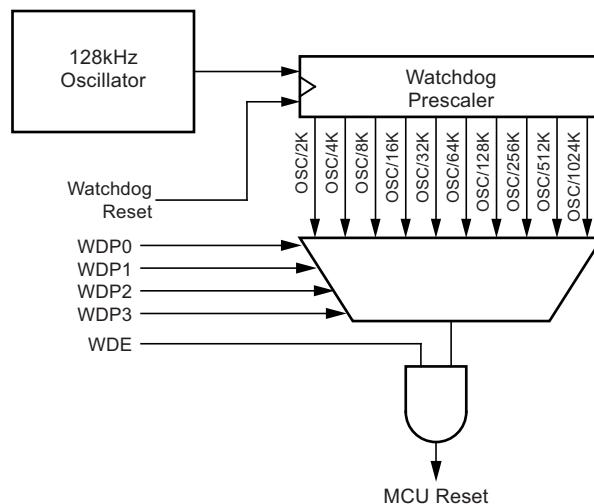 128kHz
Oscillator
Watchdog
Prescaler
OSC/2K
OSC/4K
OSC/8K
OSC/16K
OSC/32K
OSC/64K
OSC/128K
OSC/256K
OSC/512K
OSC/1024K
Watchdog
Reset
WDP0
WDP1
WDP2
WDP3
WDE
MCU Reset